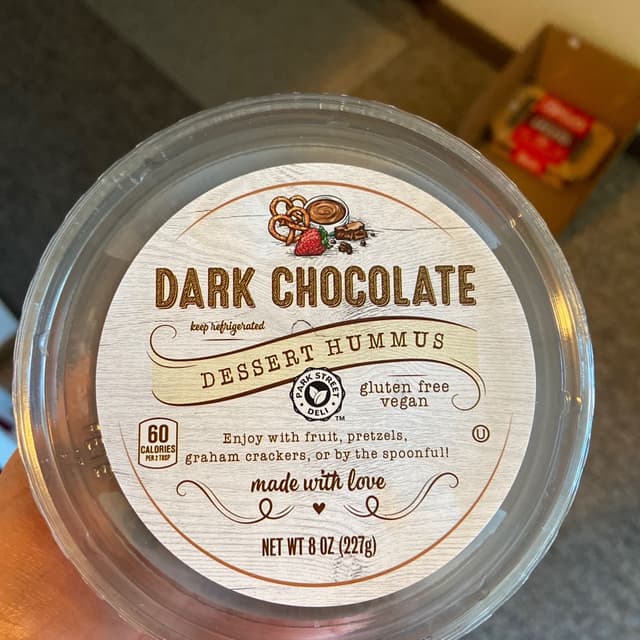 DARK CHOCOLATE
keep refrigerated
DESSERT HUMMUS
PARK STREET
DELI
TM
gluten free
vegan
60
CALORIES
PER 2 TBSP
Enjoy with fruit, pretzels,
graham crackers, or by the spoonful!
U
made with love
NET WT 8 OZ (227g)